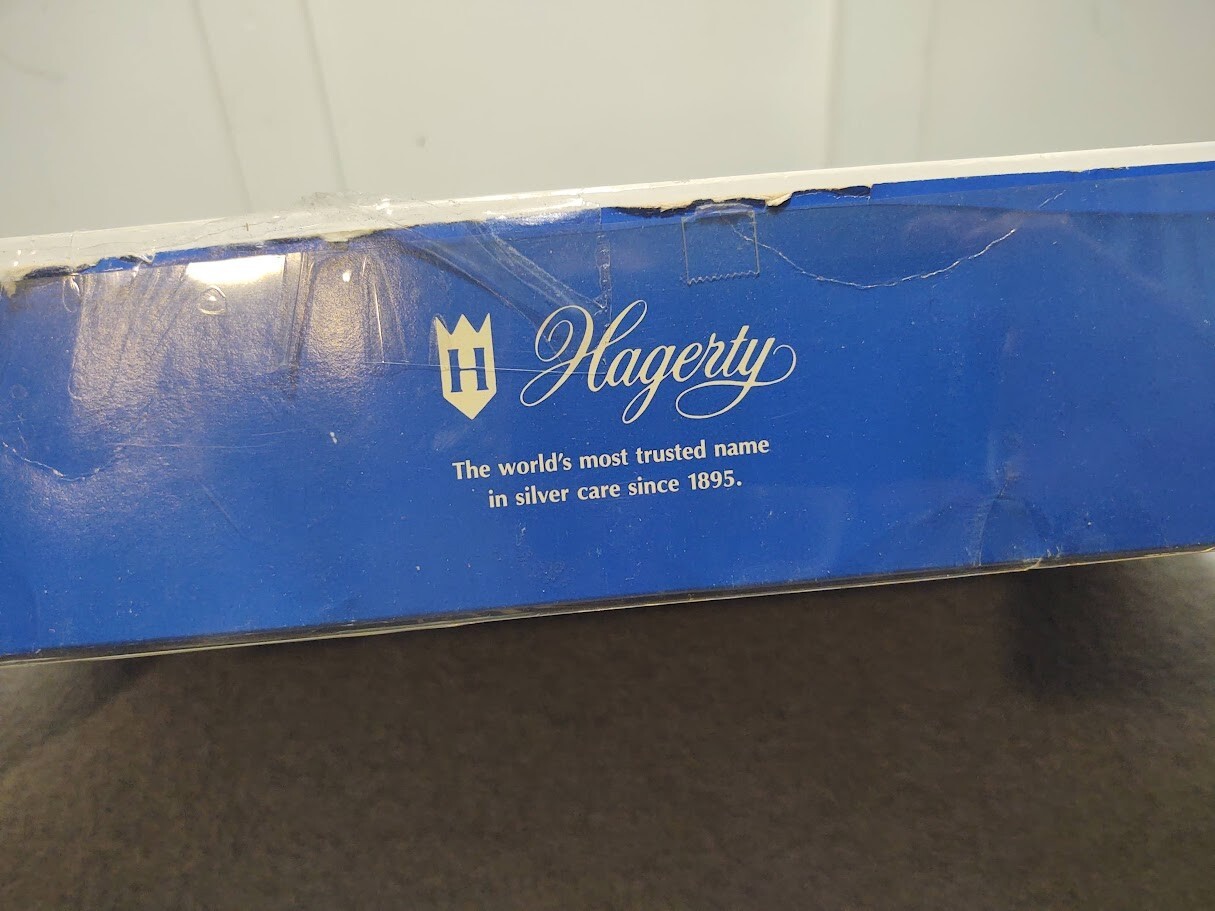 H Hagerty
The world's most trusted name
in silver care since 1895.